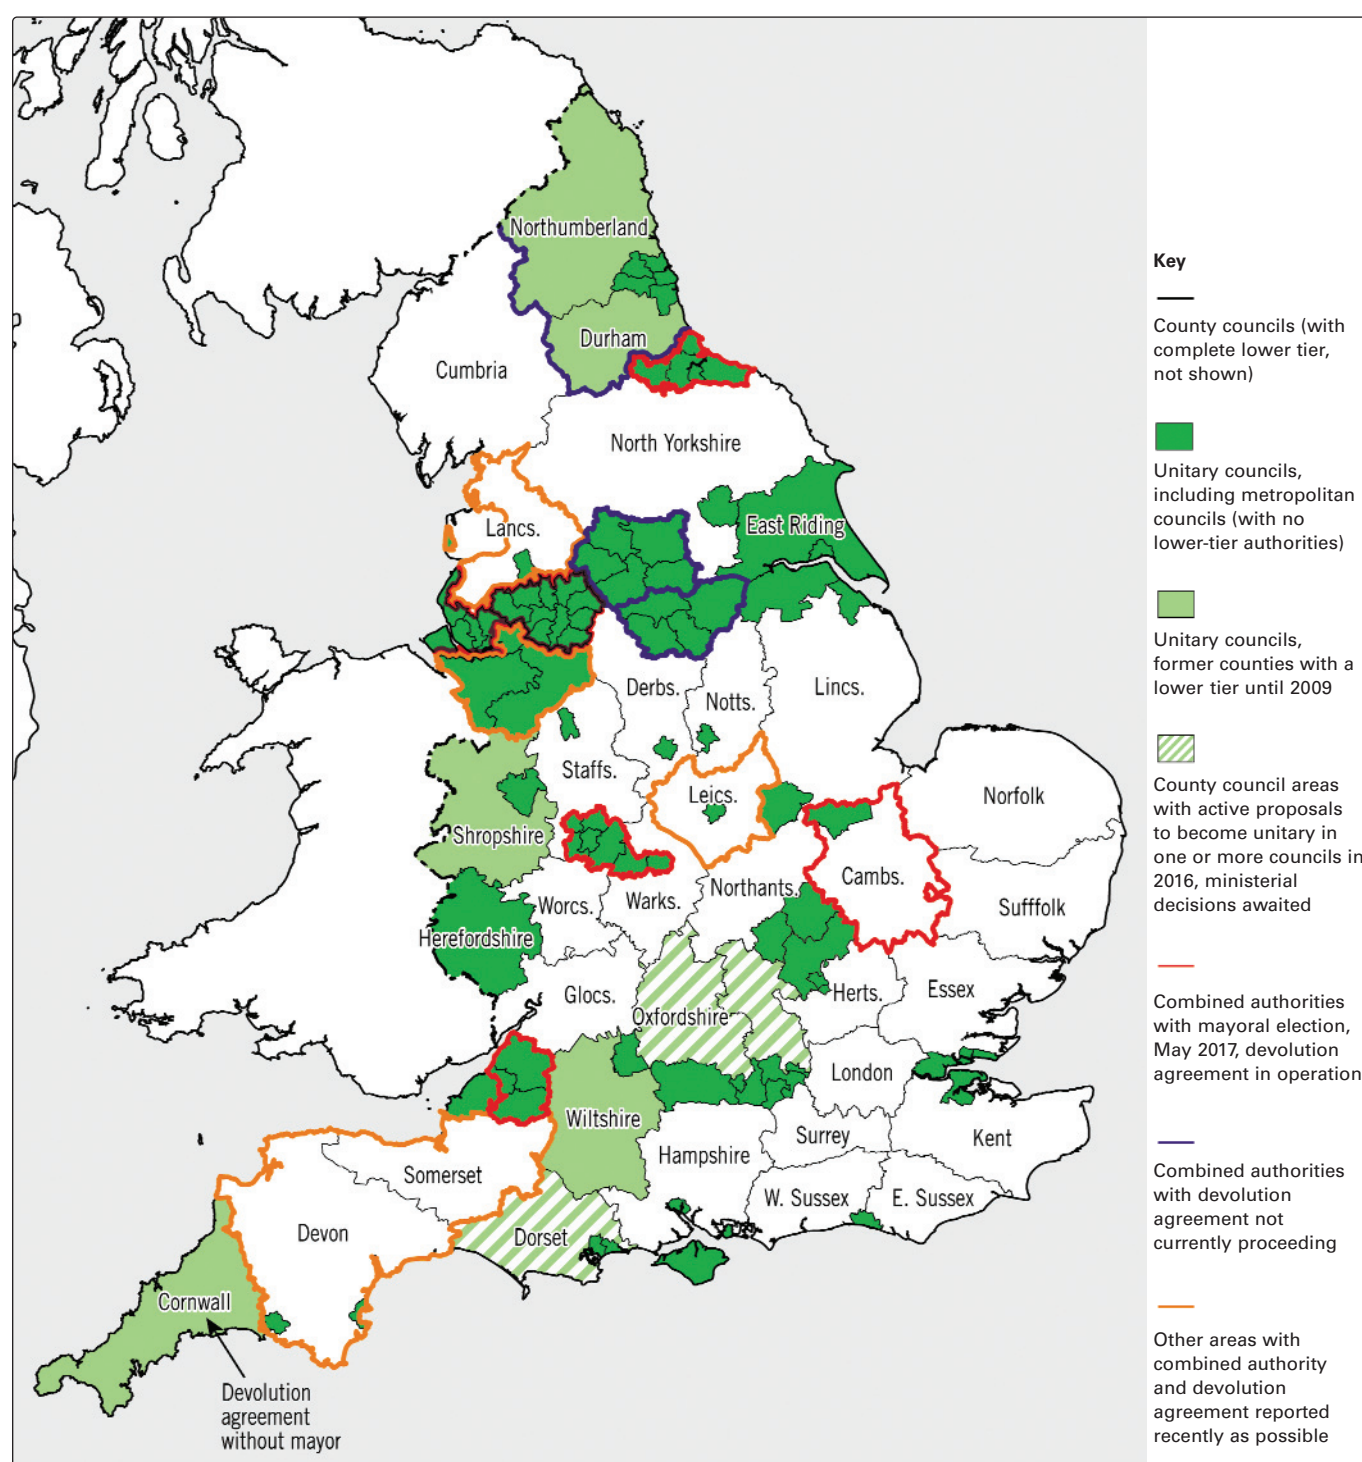 Northumberland
Durham
Cumbria
North Yorkshire
Lancs.
East Riding
Derbs.
Notts.
Lincs.
Staffs.
Leics.
Norfolk
Shropshire
Cambs.
Northants.
Worcs.
Warks.
Sufffolk
Herefordshire
Glocs.
Oxfordshire
Herts.
Essex
London
Wiltshire
Surrey
Kent
Hampshire
Somerset
W. Sussex
E. Sussex
Devon
Dorset
Cornwall
Devolution
agreement
without mayor
Key
County councils (with
complete lower tier,
not shown)
Unitary councils,
including metropolitan
councils (with no
lower-tier authorities)
Unitary councils,
former counties with a
lower tier until 2009
County council areas
with active proposals
to become unitary in
one or more councils in
2016, ministerial
decisions awaited
Combined authorities
with mayoral election,
May 2017, devolution
agreement in operation
Combined authorities
with devolution
agreement not
currently proceeding
Other areas with
combined authority
and devolution
agreement reported
recently as possible